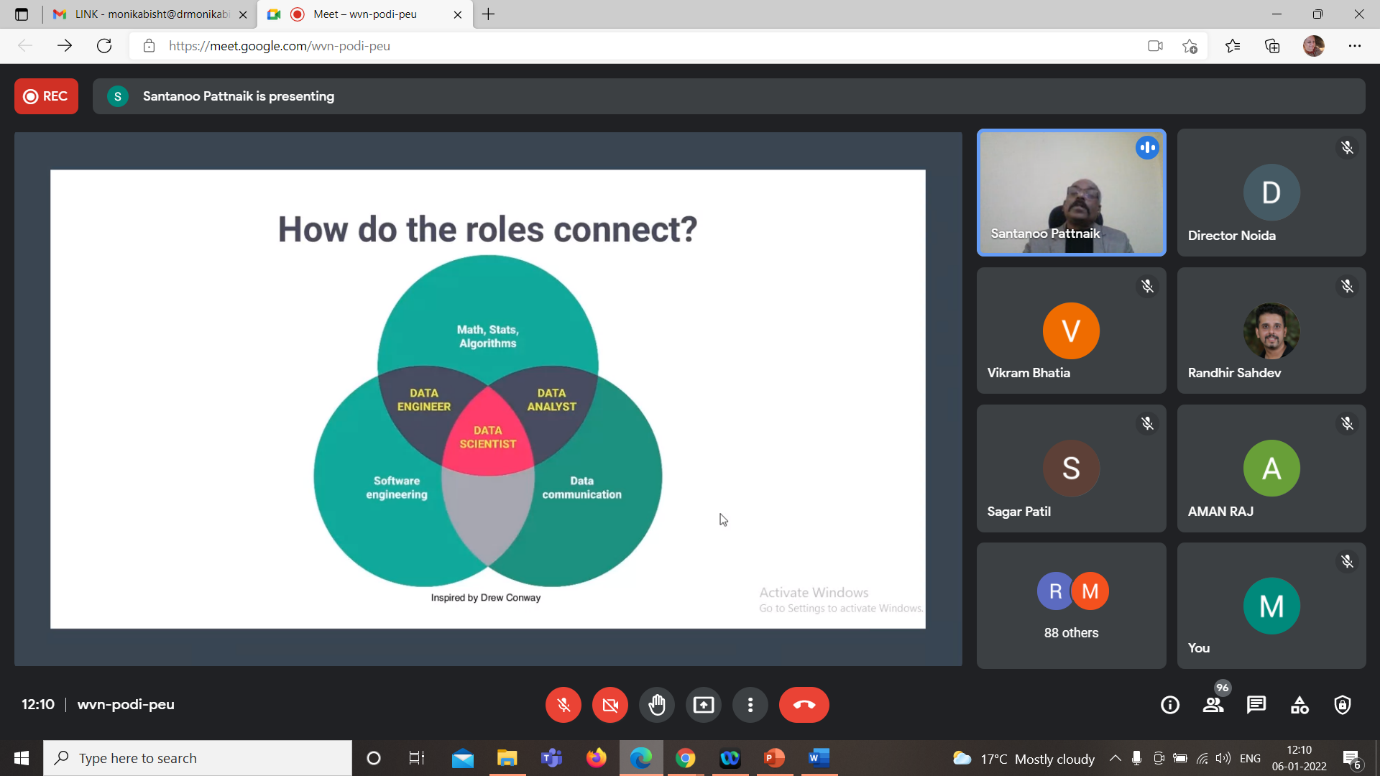 LINK - monikabisht@drmonikabi
Meet – wvn-podi-peu
https://meet.google.com/wvn-podi-peu
REC
S
Santanoo Pattnaik is presenting
How do the roles connect?
Math, Stats,
Algorithms
DATA
ENGINEER
DATA
ANALYST
DATA
SCIENTIST
Software
engineering
Data
communication
Inspired by Drew Conway
Activate Windows
Go to Settings to activate Windows.
Santanoo Pattnaik
D
Director Noida
V
Vikram Bhatia
Randhir Sahdev
S
Sagar Patil
A
AMAN RAJ
R
M
88 others
M
You
12:10
wvn-podi-peu
96
Type here to search
17°C Mostly cloudy
ENG
12:10
06-01-2022
6